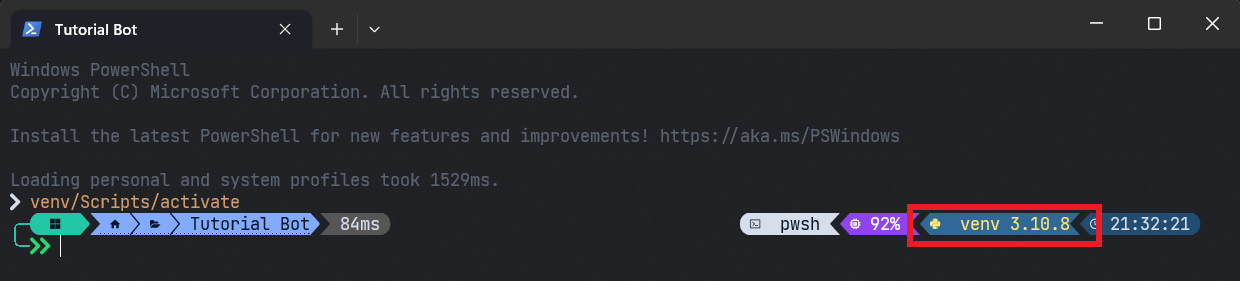 Tutorial Bot
Windows PowerShell
Copyright (C) Microsoft Corporation. All rights reserved.
Install the latest PowerShell for new features and improvements! https://aka.ms/PSWindows
Loading personal and system profiles took 1529ms.
venv/Scripts/activate
Tutorial Bot 84ms pwsh 92% venv 3.10.8 21:32:21